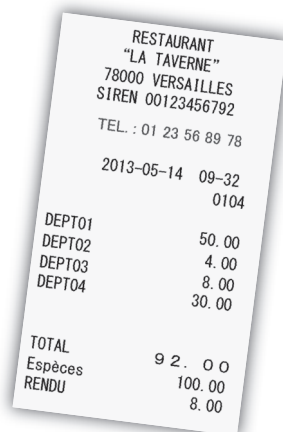 RESTAURANT
“LA TAVERNE”
78000 VERSAILLES
SIREN 00123456792
TEL. : 01 23 56 89 78
2013-05-14 09-32
0104
DEPT01 50.00
DEPT02 4.00
DEPT03 8.00
DEPT04 30.00
TOTAL 92.00
Espèces 100.00
RENDU 8.00